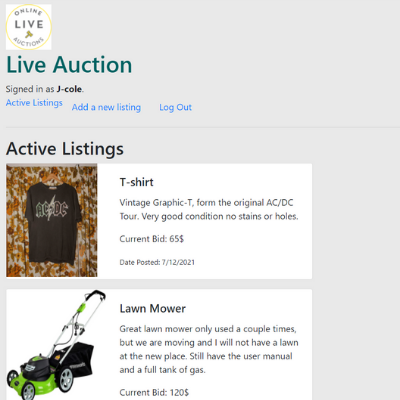 ONLINE
LIVE
AUCTIONS
Live Auction
Signed in as J-cole.
Active Listings Add a new listing Log Out
Active Listings
AC DC
T-shirt
Vintage Graphic-T, form the original AC/DC
Tour. Very good condition no stains or holes.
Current Bid: 65$
Date Posted: 7/12/2021
Lawn Mower
Great lawn mower only used a couple times,
but we are moving and I will not have a lawn
at the new place. Still have the user manual
and a full tank of gas.
Current Bid: 120$